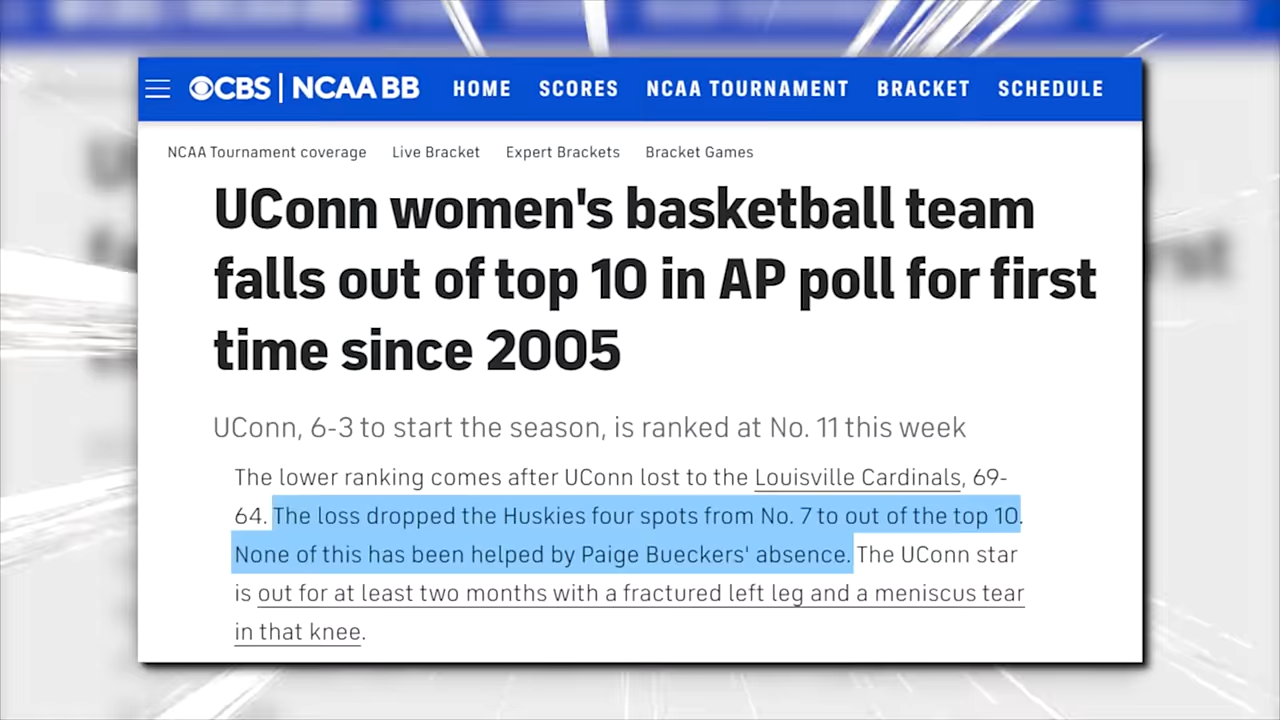 CBS | NCAA BB HOME SCORES NCAA TOURNAMENT BRACKET SCHEDULE
NCAA Tournament coverage Live Bracket Expert Brackets Bracket Games
UConn women's basketball team
falls out of top 10 in AP poll for first
time since 2005
UConn, 6-3 to start the season, is ranked at No. 11 this week
The lower ranking comes after UConn lost to the Louisville Cardinals, 69-
64. The loss dropped the Huskies four spots from No. 7 to out of the top 10.
None of this has been helped by Paige Bueckers' absence. The UConn star
is out for at least two months with a fractured left leg and a meniscus tear
in that knee.